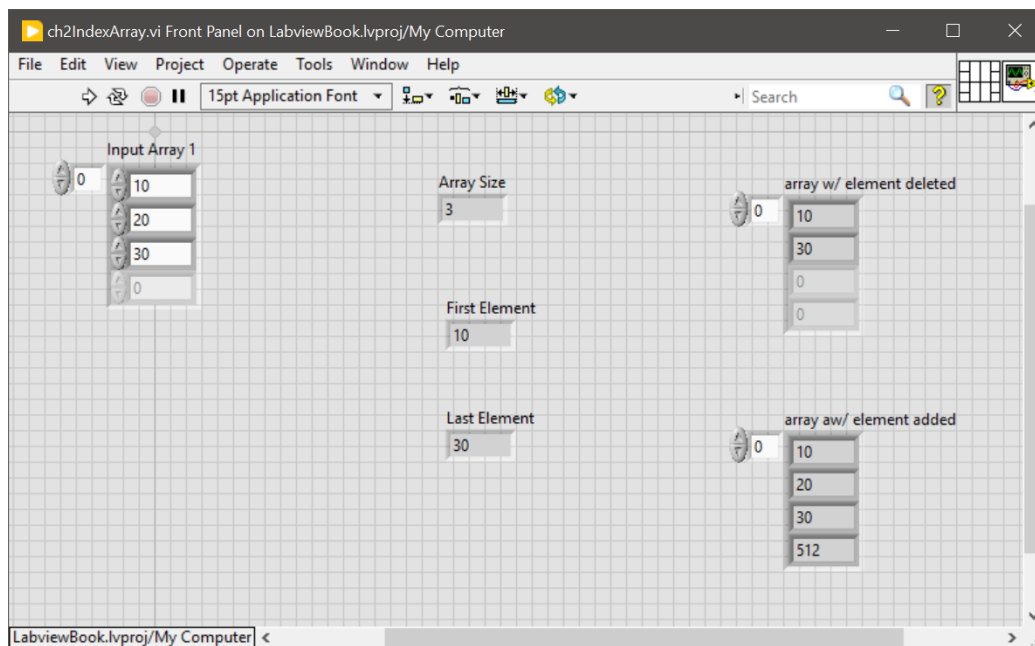 ch2IndexArray.vi Front Panel on LabviewBook.lvproj/My Computer
File Edit View Project Operate Tools Window Help
15pt Application Font
Search
?
Input Array 1
0
10
20
30
0
Array Size
3
First Element
10
Last Element
30
array w/ element deleted
0
10
30
0
0
array aw/ element added
0
10
20
30
512
LabviewBook.lvproj/My Computer